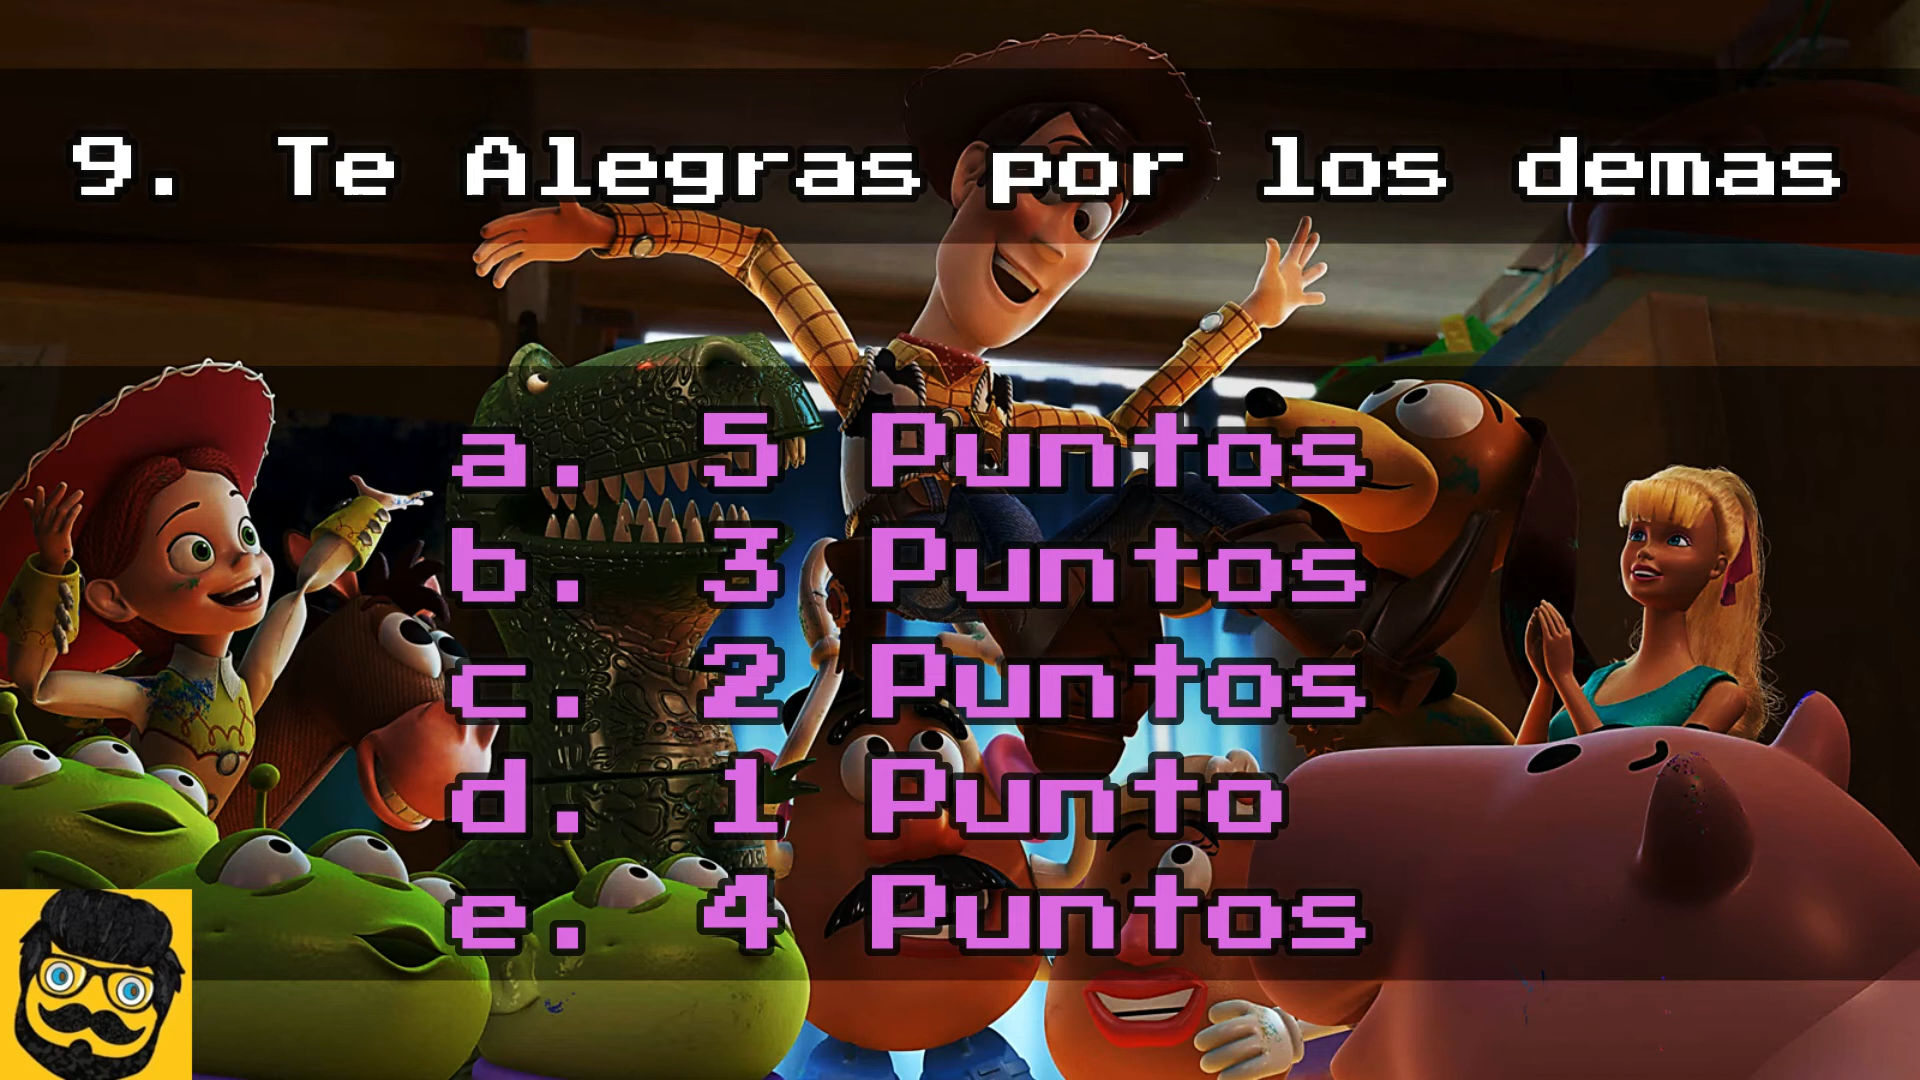 9. Te Alegras por los demas
a. 5 Puntos
b. 3 Puntos
c. 2 Puntos
d. 1 Punto
e. 4 Puntos